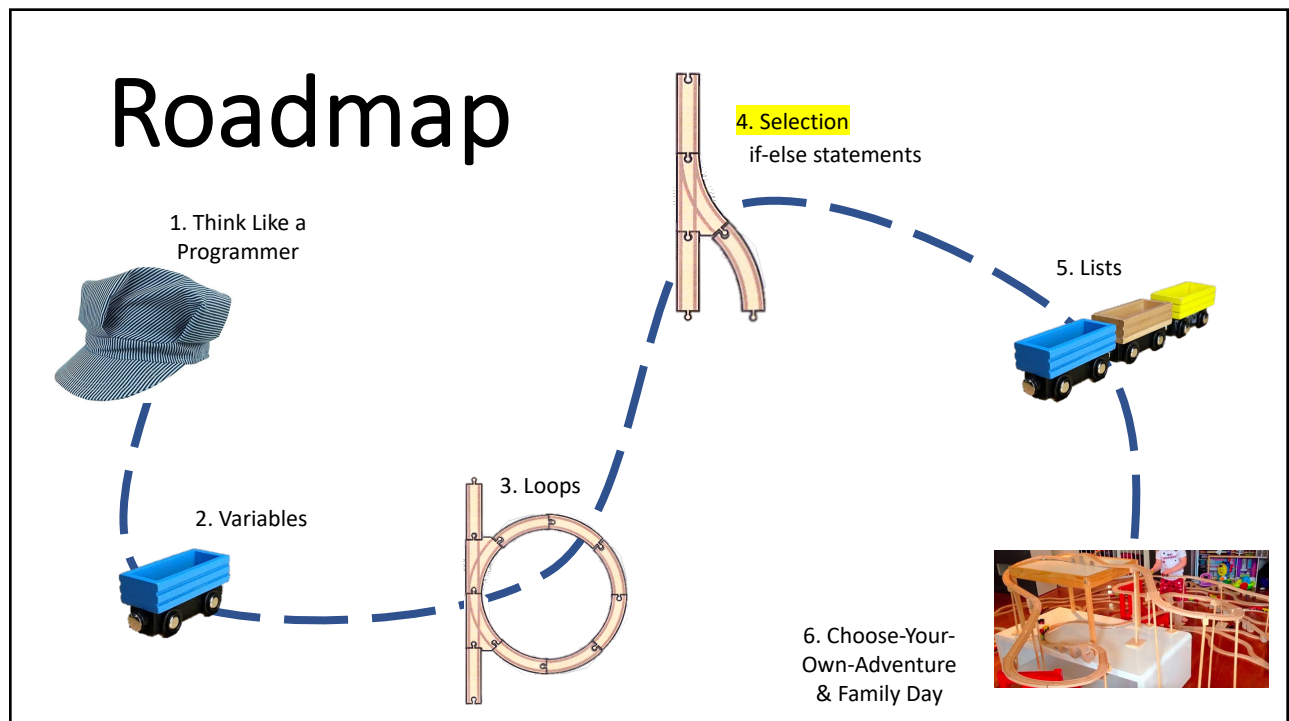 Roadmap
1. Think Like a
Programmer
2. Variables
3. Loops
4. Selection
if-else statements
5. Lists
6. Choose-Your-
Own-Adventure
& Family Day